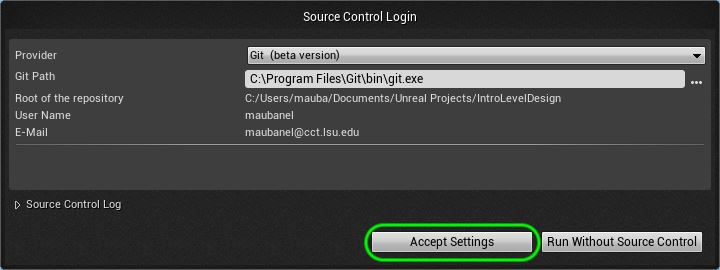 Source Control Login
Provider Git (beta version)
Git Path C:\Program Files\Git\bin\git.exe ...
Root of the repository C:/Users/mauba/Documents/Unreal Projects/IntroLevelDesign
User Name maubanel
E-Mail maubanel@cct.lsu.edu
Source Control Log
Accept Settings Run Without Source Control